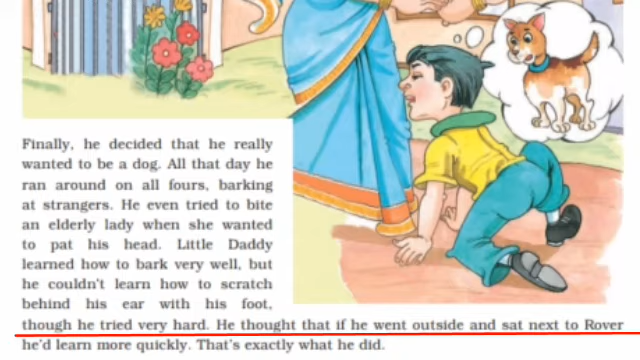 Finally, he decided that he really
wanted to be a dog. All that day he
ran around on all fours, barking
at strangers. He even tried to bite
an elderly lady when she wanted
to pat his head. Little Daddy
learned how to bark very well, but
he couldn't learn how to scratch
behind his ear with his foot,
though he tried very hard. He thought that if he went outside and sat next to Rover
he'd learn more quickly. That's exactly what he did.